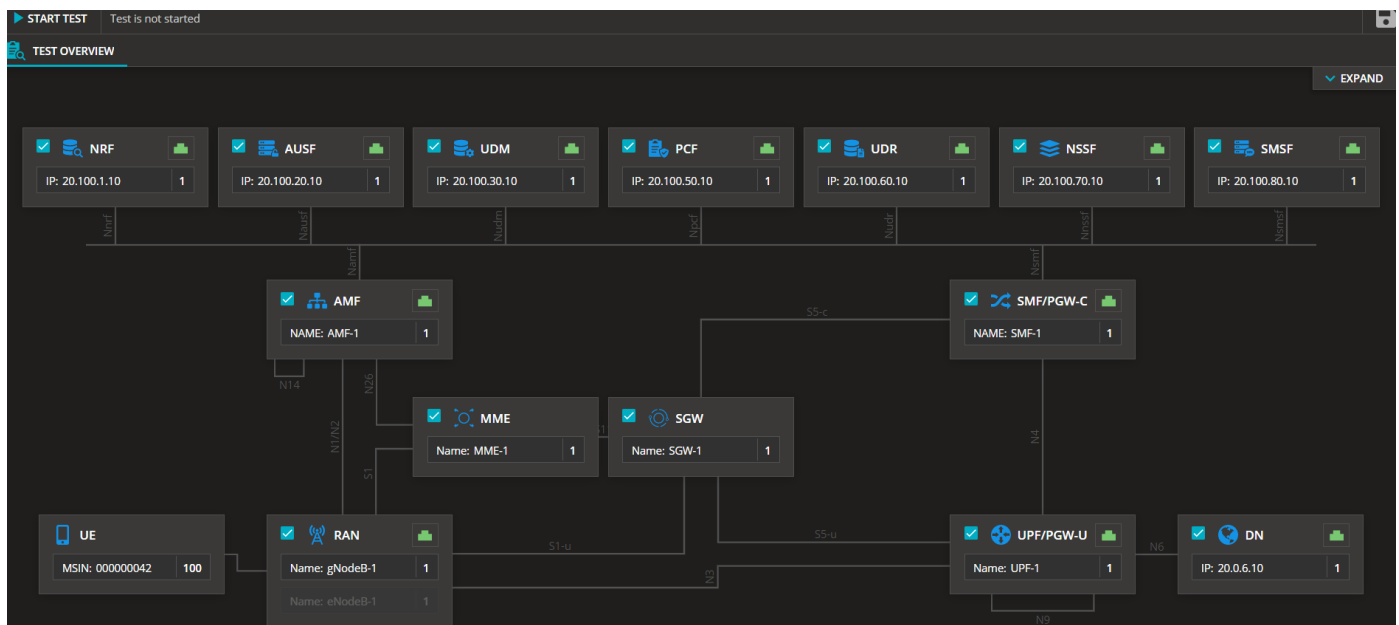 START TEST Test is not started
TEST OVERVIEW
EXPAND
NRF AUSF UDM PCF UDR NSSF SMSF
IP: 20.100.1.10 1 IP: 20.100.20.10 1 IP: 20.100.30.10 1 IP: 20.100.50.10 1 IP: 20.100.60.10 1 IP: 20.100.70.10 1 IP: 20.100.80.10 1
Nnrf Nausf Nudm Npcf Nudr Nnssf Nsmsf
Namf Nsmf
AMF SMF/PGW-C
NAME: AMF-1 1 NAME: SMF-1 1
S5-c
N14 N26
MME SGW
Name: MME-1 1 Name: SGW-1 1
N1/N2 N4
S1
UE RAN UPF/PGW-U DN
S1-u S5-u N6
MSIN: 000000042 100 Name: gNodeB-1 1 Name: UPF-1 1 IP: 20.0.6.10 1
N3
Name: eNodeB-1 1
N9